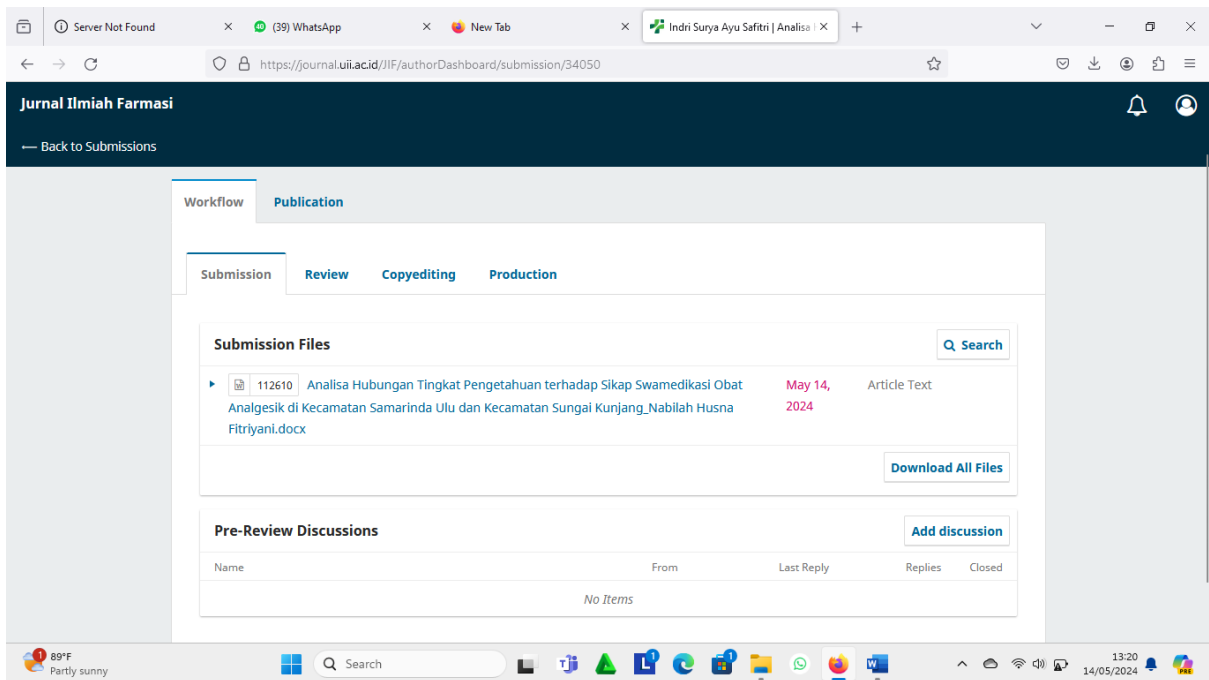 Server Not Found
(39) WhatsApp
New Tab
Indri Surya Ayu Safitri | Analisa
https://journal.uii.ac.id/JIF/authorDashboard/submission/34050
Jurnal Ilmiah Farmasi
← Back to Submissions
Workflow
Publication
Submission
Review
Copyediting
Production
Submission Files
Search
112610 Analisa Hubungan Tingkat Pengetahuan terhadap Sikap Swamedikasi Obat
Analgesik di Kecamatan Samarinda Ulu dan Kecamatan Sungai Kunjang_Nabilah Husna
Fitriyani.docx
May 14,
2024
Article Text
Download All Files
Pre-Review Discussions
Add discussion
Name
From
Last Reply
Replies
Closed
No Items
1
89°F
Partly sunny
Search
1
1
13:20
14/05/2024
PRE